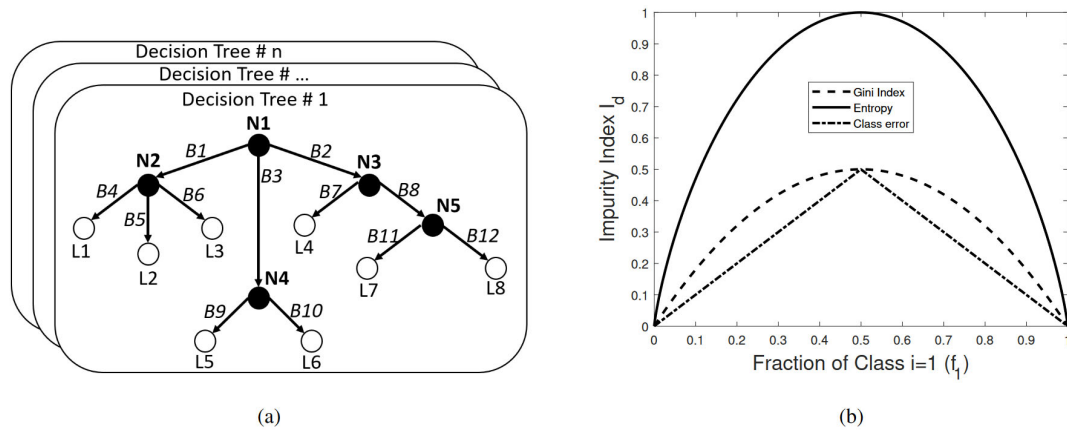 Decision Tree # n
Decision Tree # ...
Decision Tree # 1
N1
B1
B2
N2
B3
N3
B4
B6
B7
B8
B5
N5
L1
L3
L4
B11
B12
L2
N4
L7
L8
B9
B10
L5
L6
(a)
Impurity Index I_d
1
0.9
0.8
0.7
0.6
0.5
0.4
0.3
0.2
0.1
0
Gini Index
Entropy
Class error
0 0.1 0.2 0.3 0.4 0.5 0.6 0.7 0.8 0.9 1
Fraction of Class i=1 (f_1)
(b)